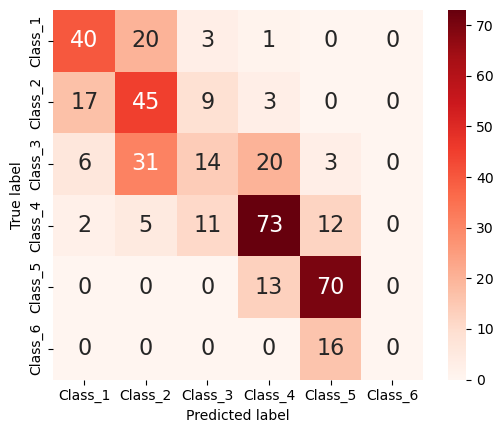 True label
Class_1 40 20 3 1 0 0
Class_2 17 45 9 3 0 0
Class_3 6 31 14 20 3 0
Class_4 2 5 11 73 12 0
Class_5 0 0 0 13 70 0
Class_6 0 0 0 0 16 0
Class_1 Class_2 Class_3 Class_4 Class_5 Class_6
Predicted label
70
60
50
40
30
20
10
0